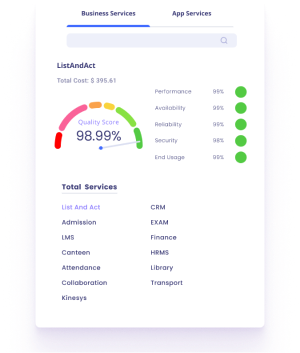 Business Services App Services
ListAndAct
Total Cost: $ 395.61
Performance 99%
Availability 99%
Reliability 99%
Security 98%
End Usage 99%
Quality Score
98.99%
Total Services
List And Act CRM
Admission EXAM
LMS Finance
Canteen HRMS
Attendance Library
Collaboration Transport
Kinesys